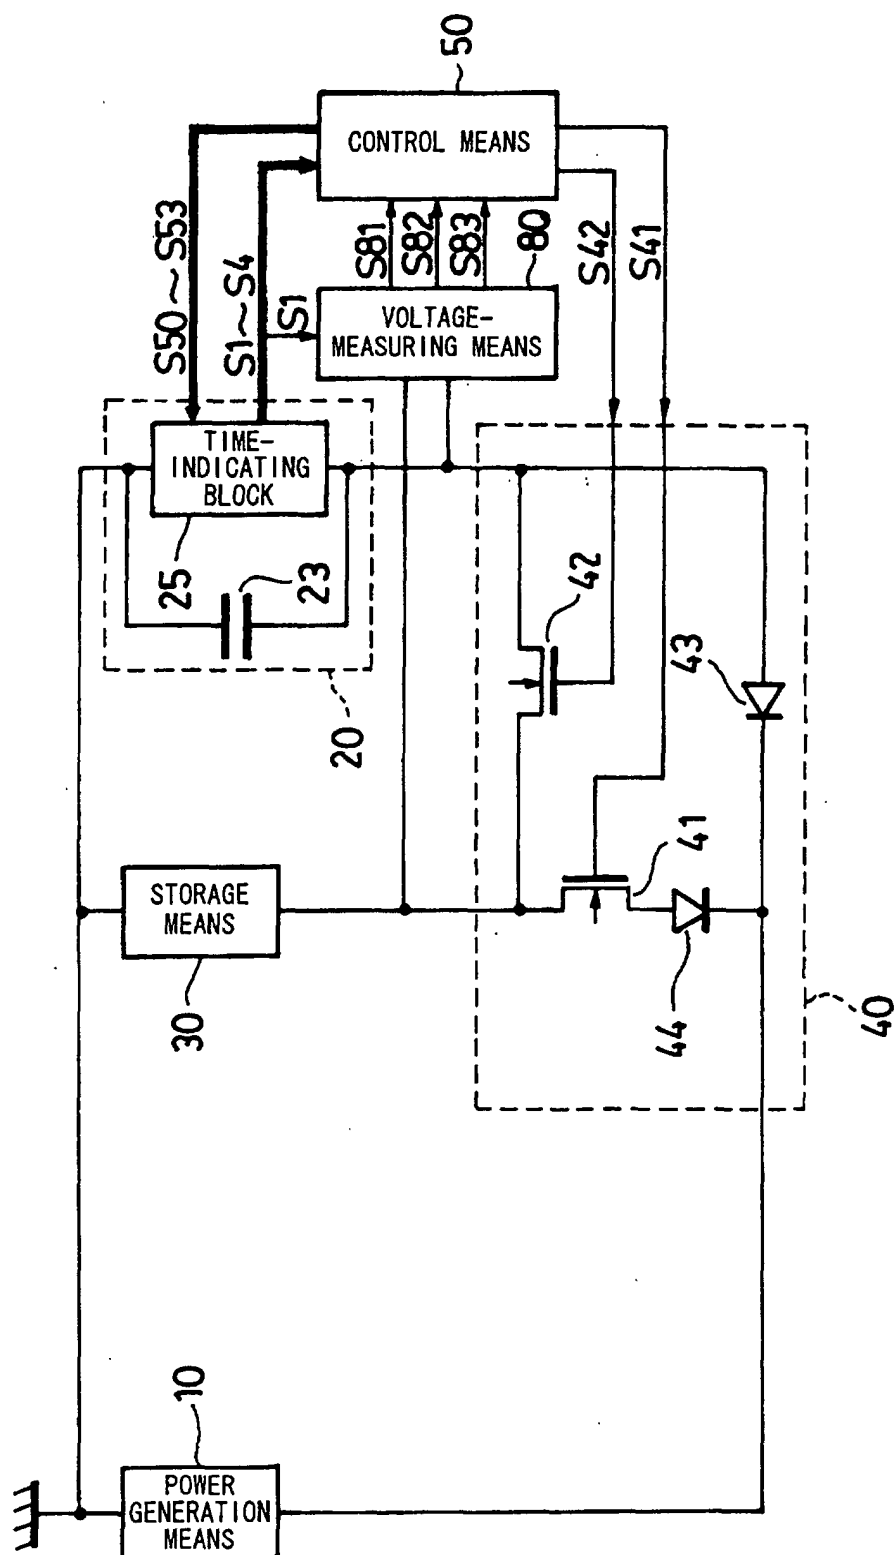 50
CONTROL MEANS
S50~S53
S1~S4
S1
S81
S82
S83
80
S42
S41
VOLTAGE-
MEASURING MEANS
TIME-
INDICATING
BLOCK
25
23
20
42
43
41
44
40
STORAGE
MEANS
30
10
POWER
GENERATION
MEANS